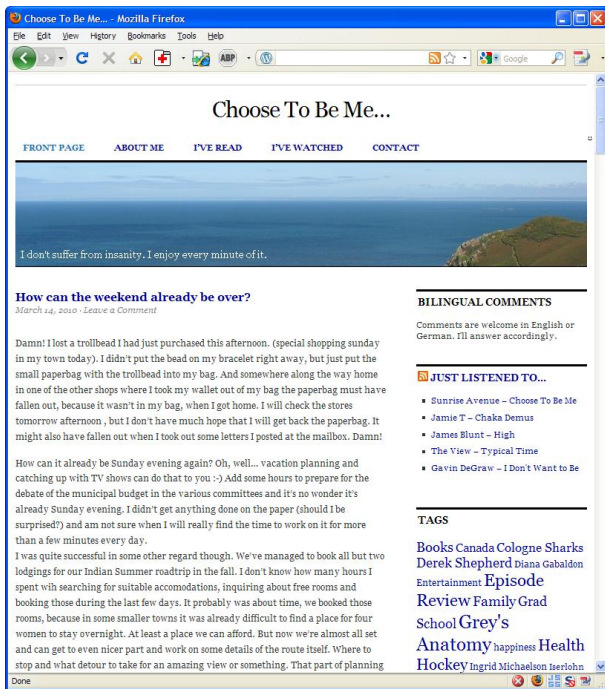 Choose To Be Me... - Mozilla Firefox
File Edit View History Bookmarks Tools Help
ABP
Google
Choose To Be Me...
FRONT PAGE ABOUT ME I'VE READ I'VE WATCHED CONTACT
I don't suffer from insanity. I enjoy every minute of it.
How can the weekend already be over?
March 14, 2010 · Leave a Comment
Damn! I lost a trollbead I had just purchased this afternoon. (special shopping sunday
in my town today). I didn't put the bead on my bracelet right away, but just put the
small paperbag with the trollbead into my bag. And somewhere along the way home
in one of the other shops where I took my wallet out of my bag the paperbag must have
fallen out, because it wasn't in my bag, when I got home. I will check the stores
tomorrow afternoon , but I don't have much hope that I will get back the paperbag. It
might also have fallen out when I took out some letters I posted at the mailbox. Damn!
How can it already be Sunday evening again? Oh, well... vacation planning and
catching up with TV shows can do that to you :-) Add some hours to prepare for the
debate of the municipal budget in the various committees and it's no wonder it's
already Sunday evening. I didn't get anything done on the paper (should I be
surprised?) and am not sure when I will really find the time to work on it for more
than a few minutes every day.
I was quite successful in some other regard though. We've managed to book all but two
lodgings for our Indian Summer roadtrip in the fall. I don't know how many hours I
spent wih searching for suitable accomodations, inquiring about free rooms and
booking those during the last few days. It probably was about time, we booked those
rooms, because in some smaller towns it was already difficult to find a place for four
women to stay overnight. At least a place we can afford. But now we're almost all set
and can get to even nicer part and work on some details of the route itself. Where to
stop and what detour to take for an amazing view or something. That part of planning
BILINGUAL COMMENTS
Comments are welcome in English or
German. I'll answer accordingly.
JUST LISTENED TO...
Sunrise Avenue – Choose To Be Me
Jamie T – Chaka Demus
James Blunt – High
The View – Typical Time
Gavin DeGraw – I Don't Want to Be
TAGS
Books Canada Cologne Sharks
Derek Shepherd Diana Gabaldon
Entertainment Episode
Review Family Grad
School Grey's
Anatomy happiness Health
Hockey Ingrid Michaelson Iserlohn
Done